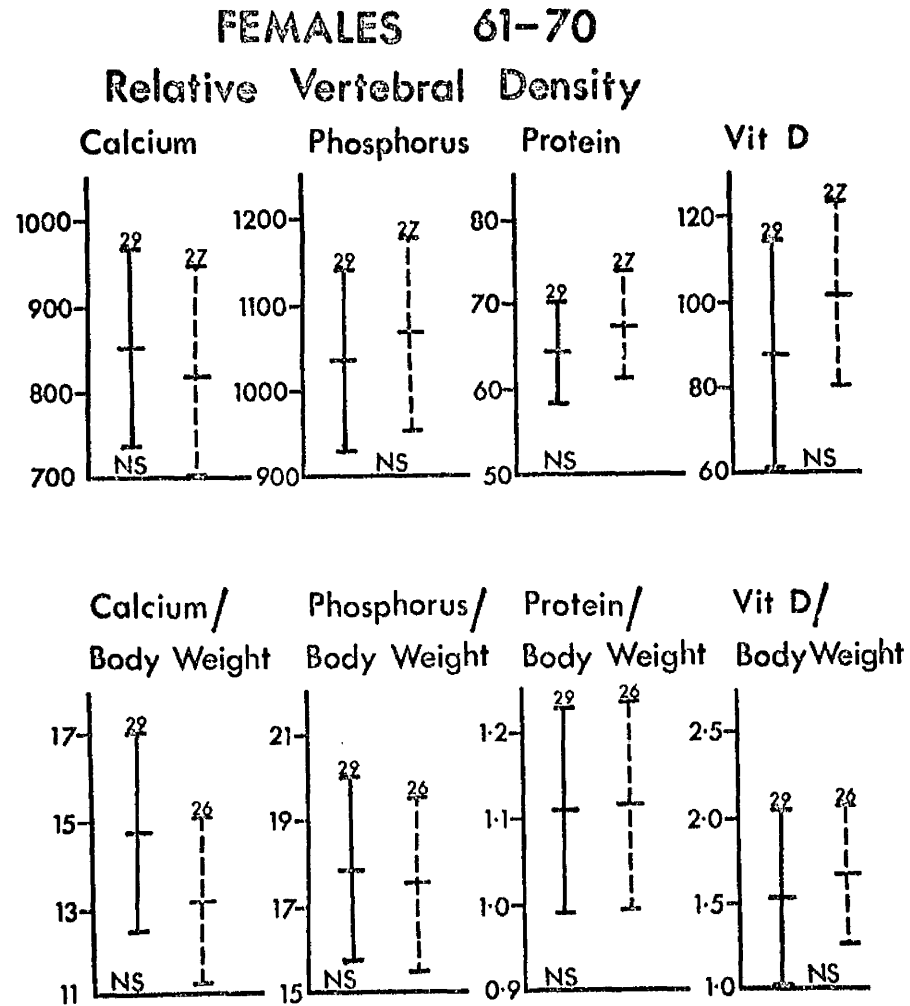 FEMALES 61-70
Relative Vertebral Density
Calcium Phosphorus Protein Vit D
1000 1200 80 120
29 27 29 27 29 27 29 27
900 1100 70 100
800 1000 60 80
NS NS NS NS
700 900 50 60
Calcium/ Phosphorus/ Protein/ Vit D/
Body Weight Body Weight Body Weight Body Weight
17 21 1·2 2·5
29 26 29 26 29 26 29 26
15 19 1·1 2·0
13 17 1·0 1·5
NS NS NS NS
11 15 0·9 1·0